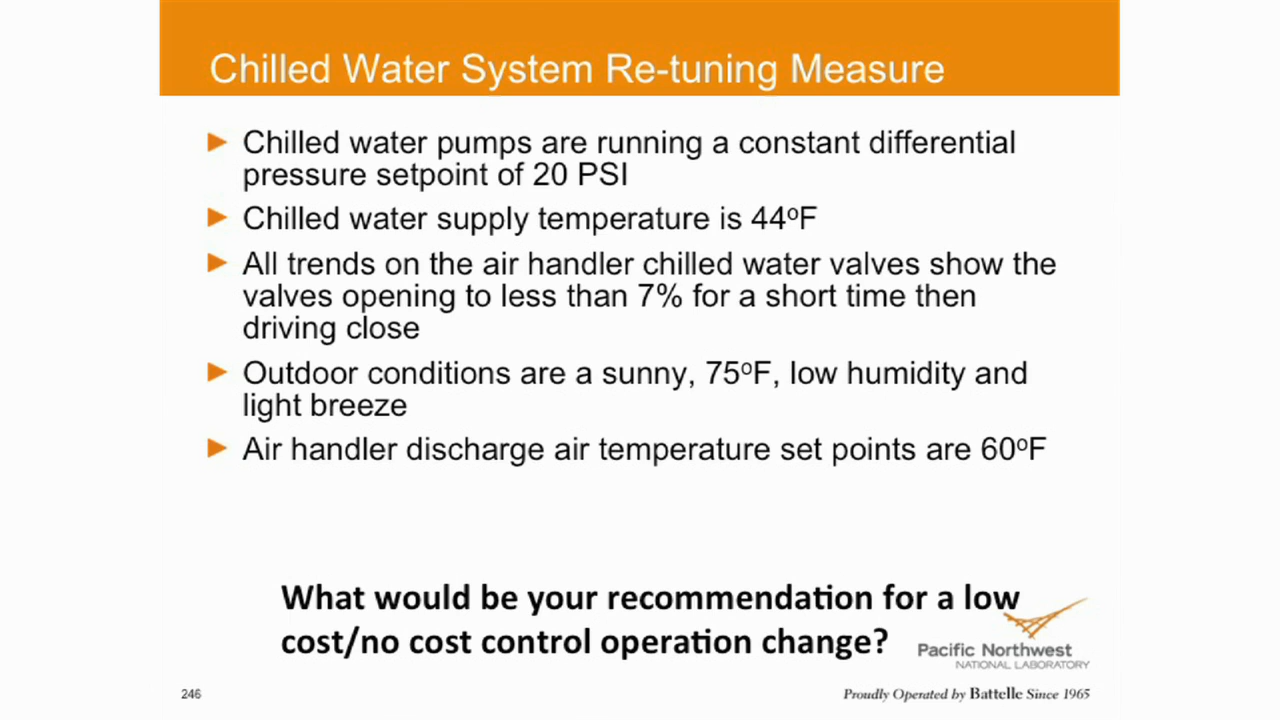 Chilled Water System Re-tuning Measure
Chilled water pumps are running a constant differential
pressure setpoint of 20 PSI
Chilled water supply temperature is 44ºF
All trends on the air handler chilled water valves show the
valves opening to less than 7% for a short time then
driving close
Outdoor conditions are a sunny, 75ºF, low humidity and
light breeze
Air handler discharge air temperature set points are 60ºF
What would be your recommendation for a low
cost/no cost control operation change?
Pacific Northwest
NATIONAL LABORATORY
246
Proudly Operated by Battelle Since 1965